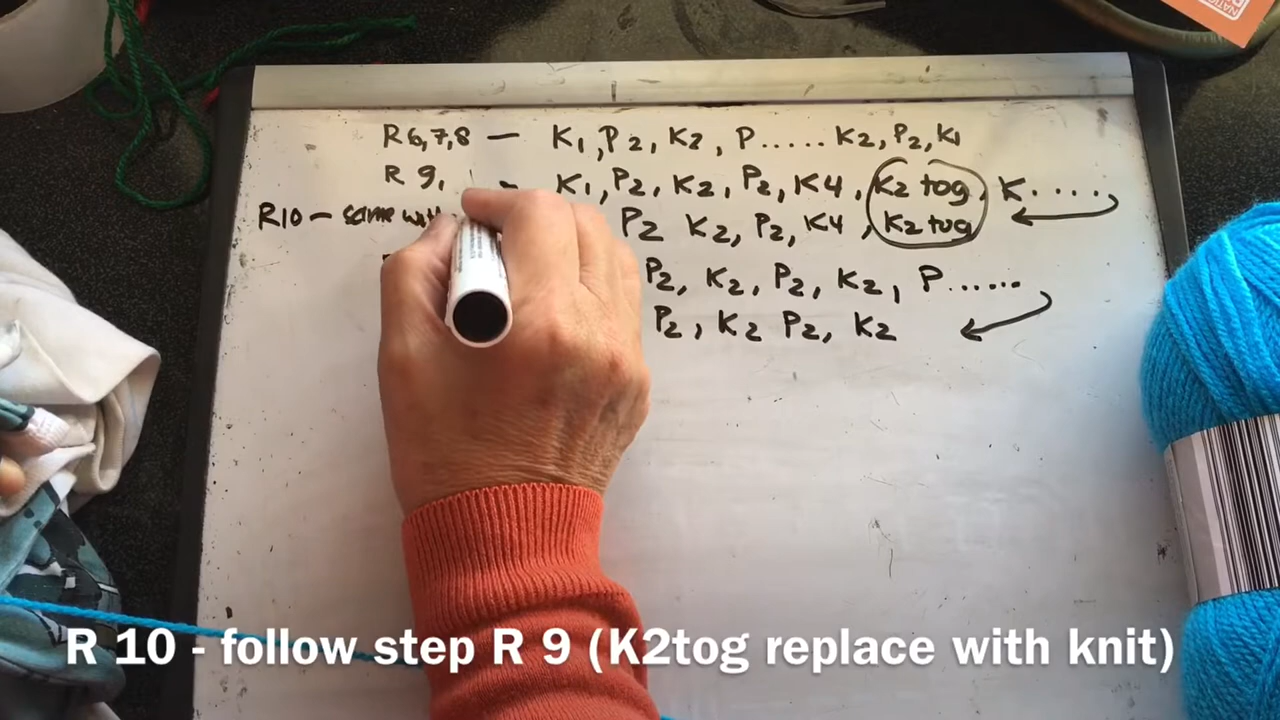 R 6,7,8 — K1, P2, K2, P..... K2, P2, K1
R 9, - K1, P2, K2, P2, K4, K2 tog, K.....
R10 - same with P2 K2, P2, K4, K2 tog
P2, K2, P2, K2, P......
P2, K2 P2, K2
R 10 - follow step R 9 (K2tog replace with knit)